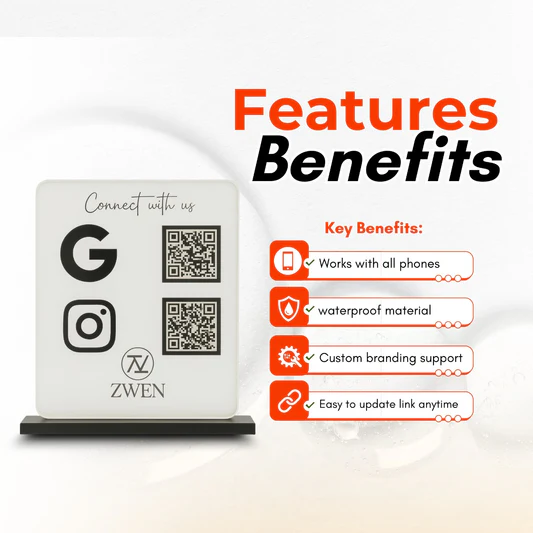 Features
Benefits
Connect with us
G
ZWEN
Key Benefits:
Works with all phones
waterproof material
Custom branding support
Easy to update link anytime